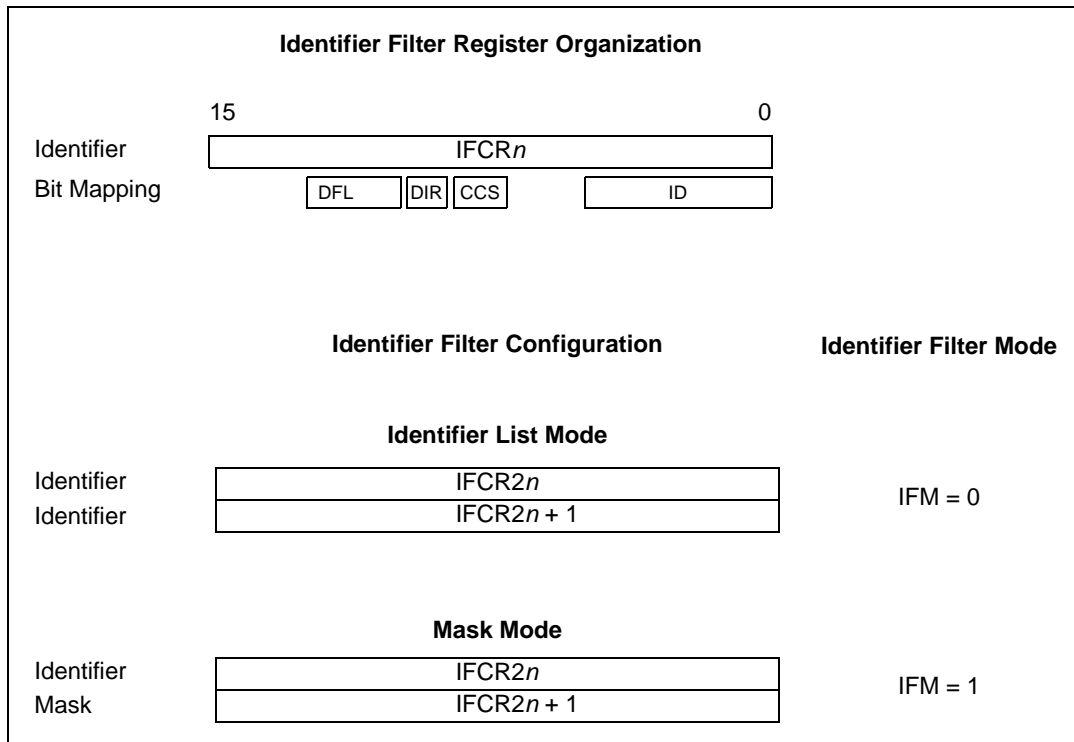 Identifier Filter Register Organization
15 0
Identifier IFCRn
Bit Mapping DFL DIR CCS ID
Identifier Filter Configuration Identifier Filter Mode
Identifier List Mode
Identifier IFCR2n
Identifier IFCR2n + 1
IFM = 0
Mask Mode
Identifier IFCR2n
Mask IFCR2n + 1
IFM = 1